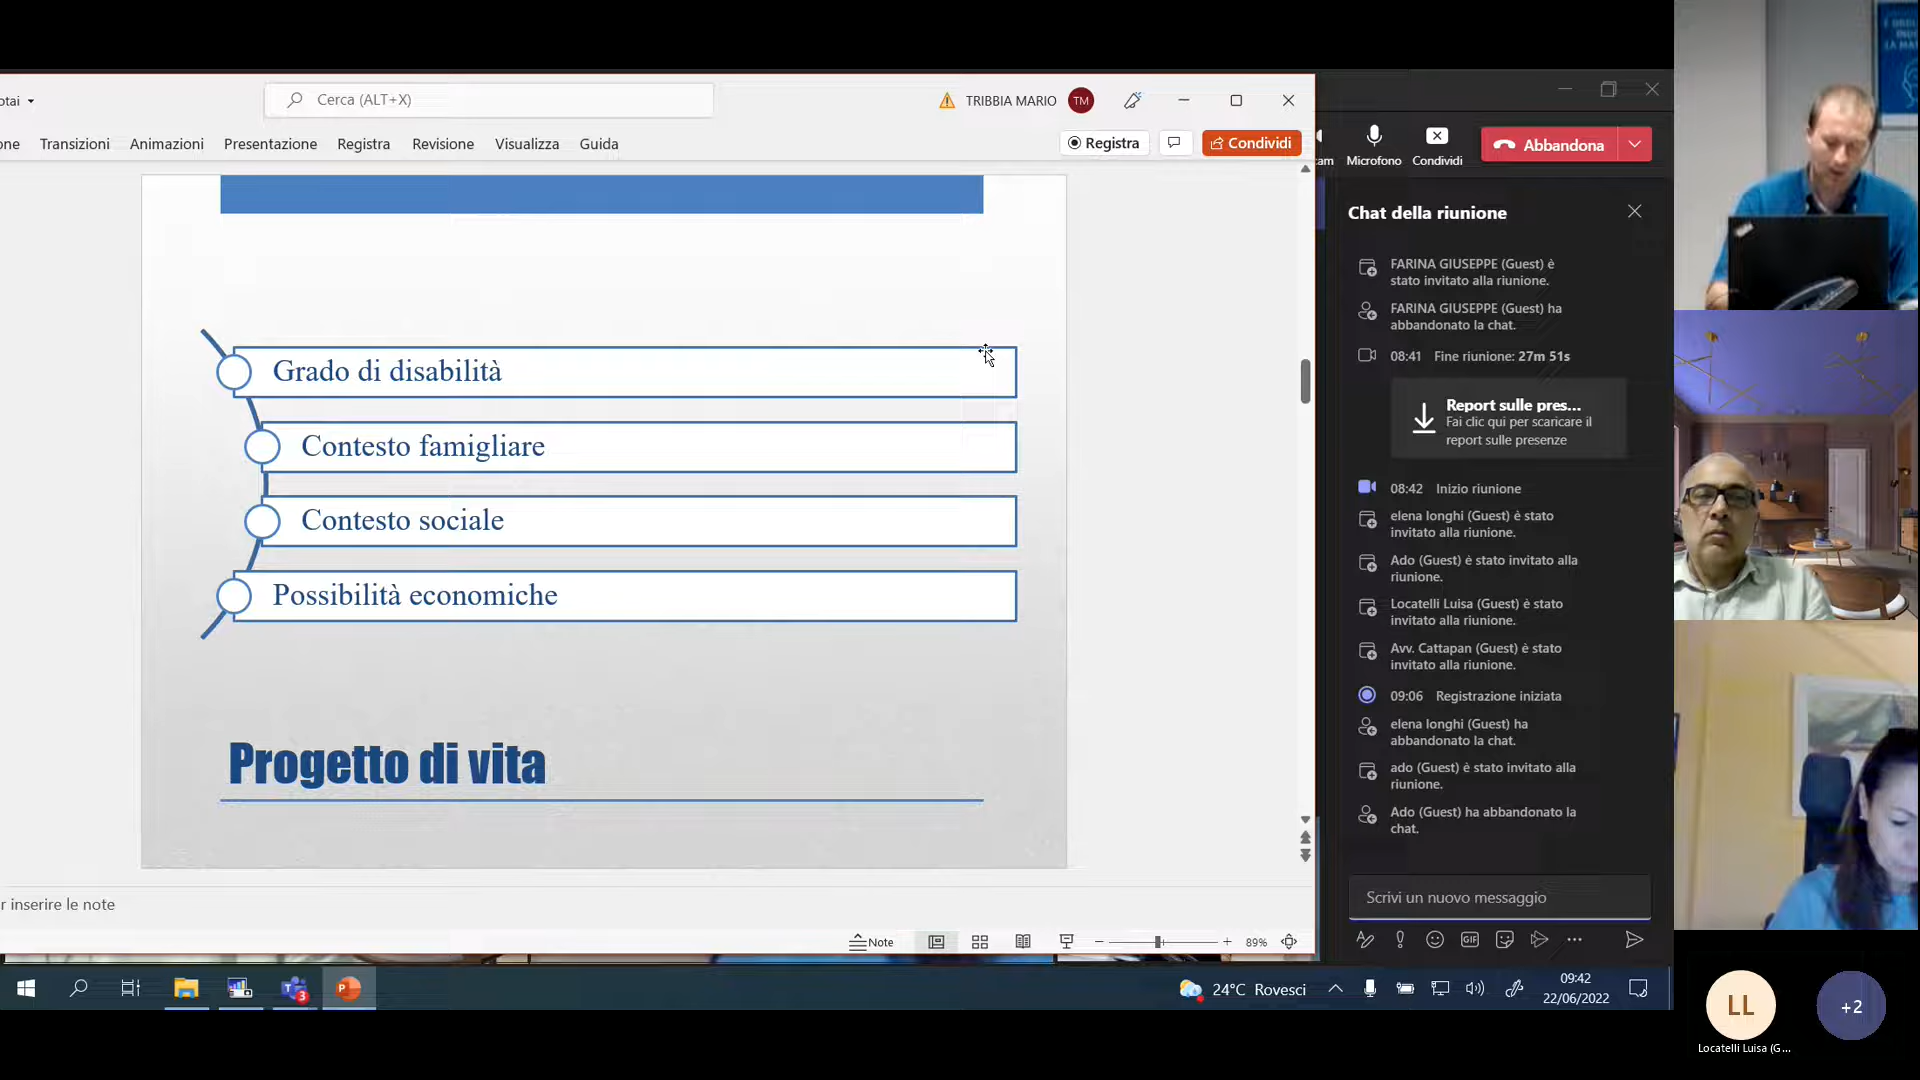 otai
Cerca (ALT+X)
TRIBBIA MARIO
TM
one
Transizioni
Animazioni
Presentazione
Registra
Revisione
Visualizza
Guida
Registra
Condividi
Grado di disabilità
Contesto famigliare
Contesto sociale
Possibilità economiche
Progetto di vita
r inserire le note
Note
89%
am
Microfono
Condividi
Abbandona
Chat della riunione
FARINA GIUSEPPE (Guest) è
stato invitato alla riunione.
FARINA GIUSEPPE (Guest) ha
abbandonato la chat.
08:41 Fine riunione: 27m 51s
Report sulle pres...
Fai clic qui per scaricare il
report sulle presenze
08:42 Inizio riunione
elena longhi (Guest) è stato
invitato alla riunione.
Ado (Guest) è stato invitato alla
riunione.
Locatelli Luisa (Guest) è stato
invitato alla riunione.
Avv. Cattapan (Guest) è stato
invitato alla riunione.
09:06 Registrazione iniziata
elena longhi (Guest) ha
abbandonato la chat.
ado (Guest) è stato invitato alla
riunione.
Ado (Guest) ha abbandonato la
chat.
Scrivi un nuovo messaggio
GIF
3
P
24°C Rovesci
09:42
22/06/2022
LL
+2
Locatelli Luisa (G...